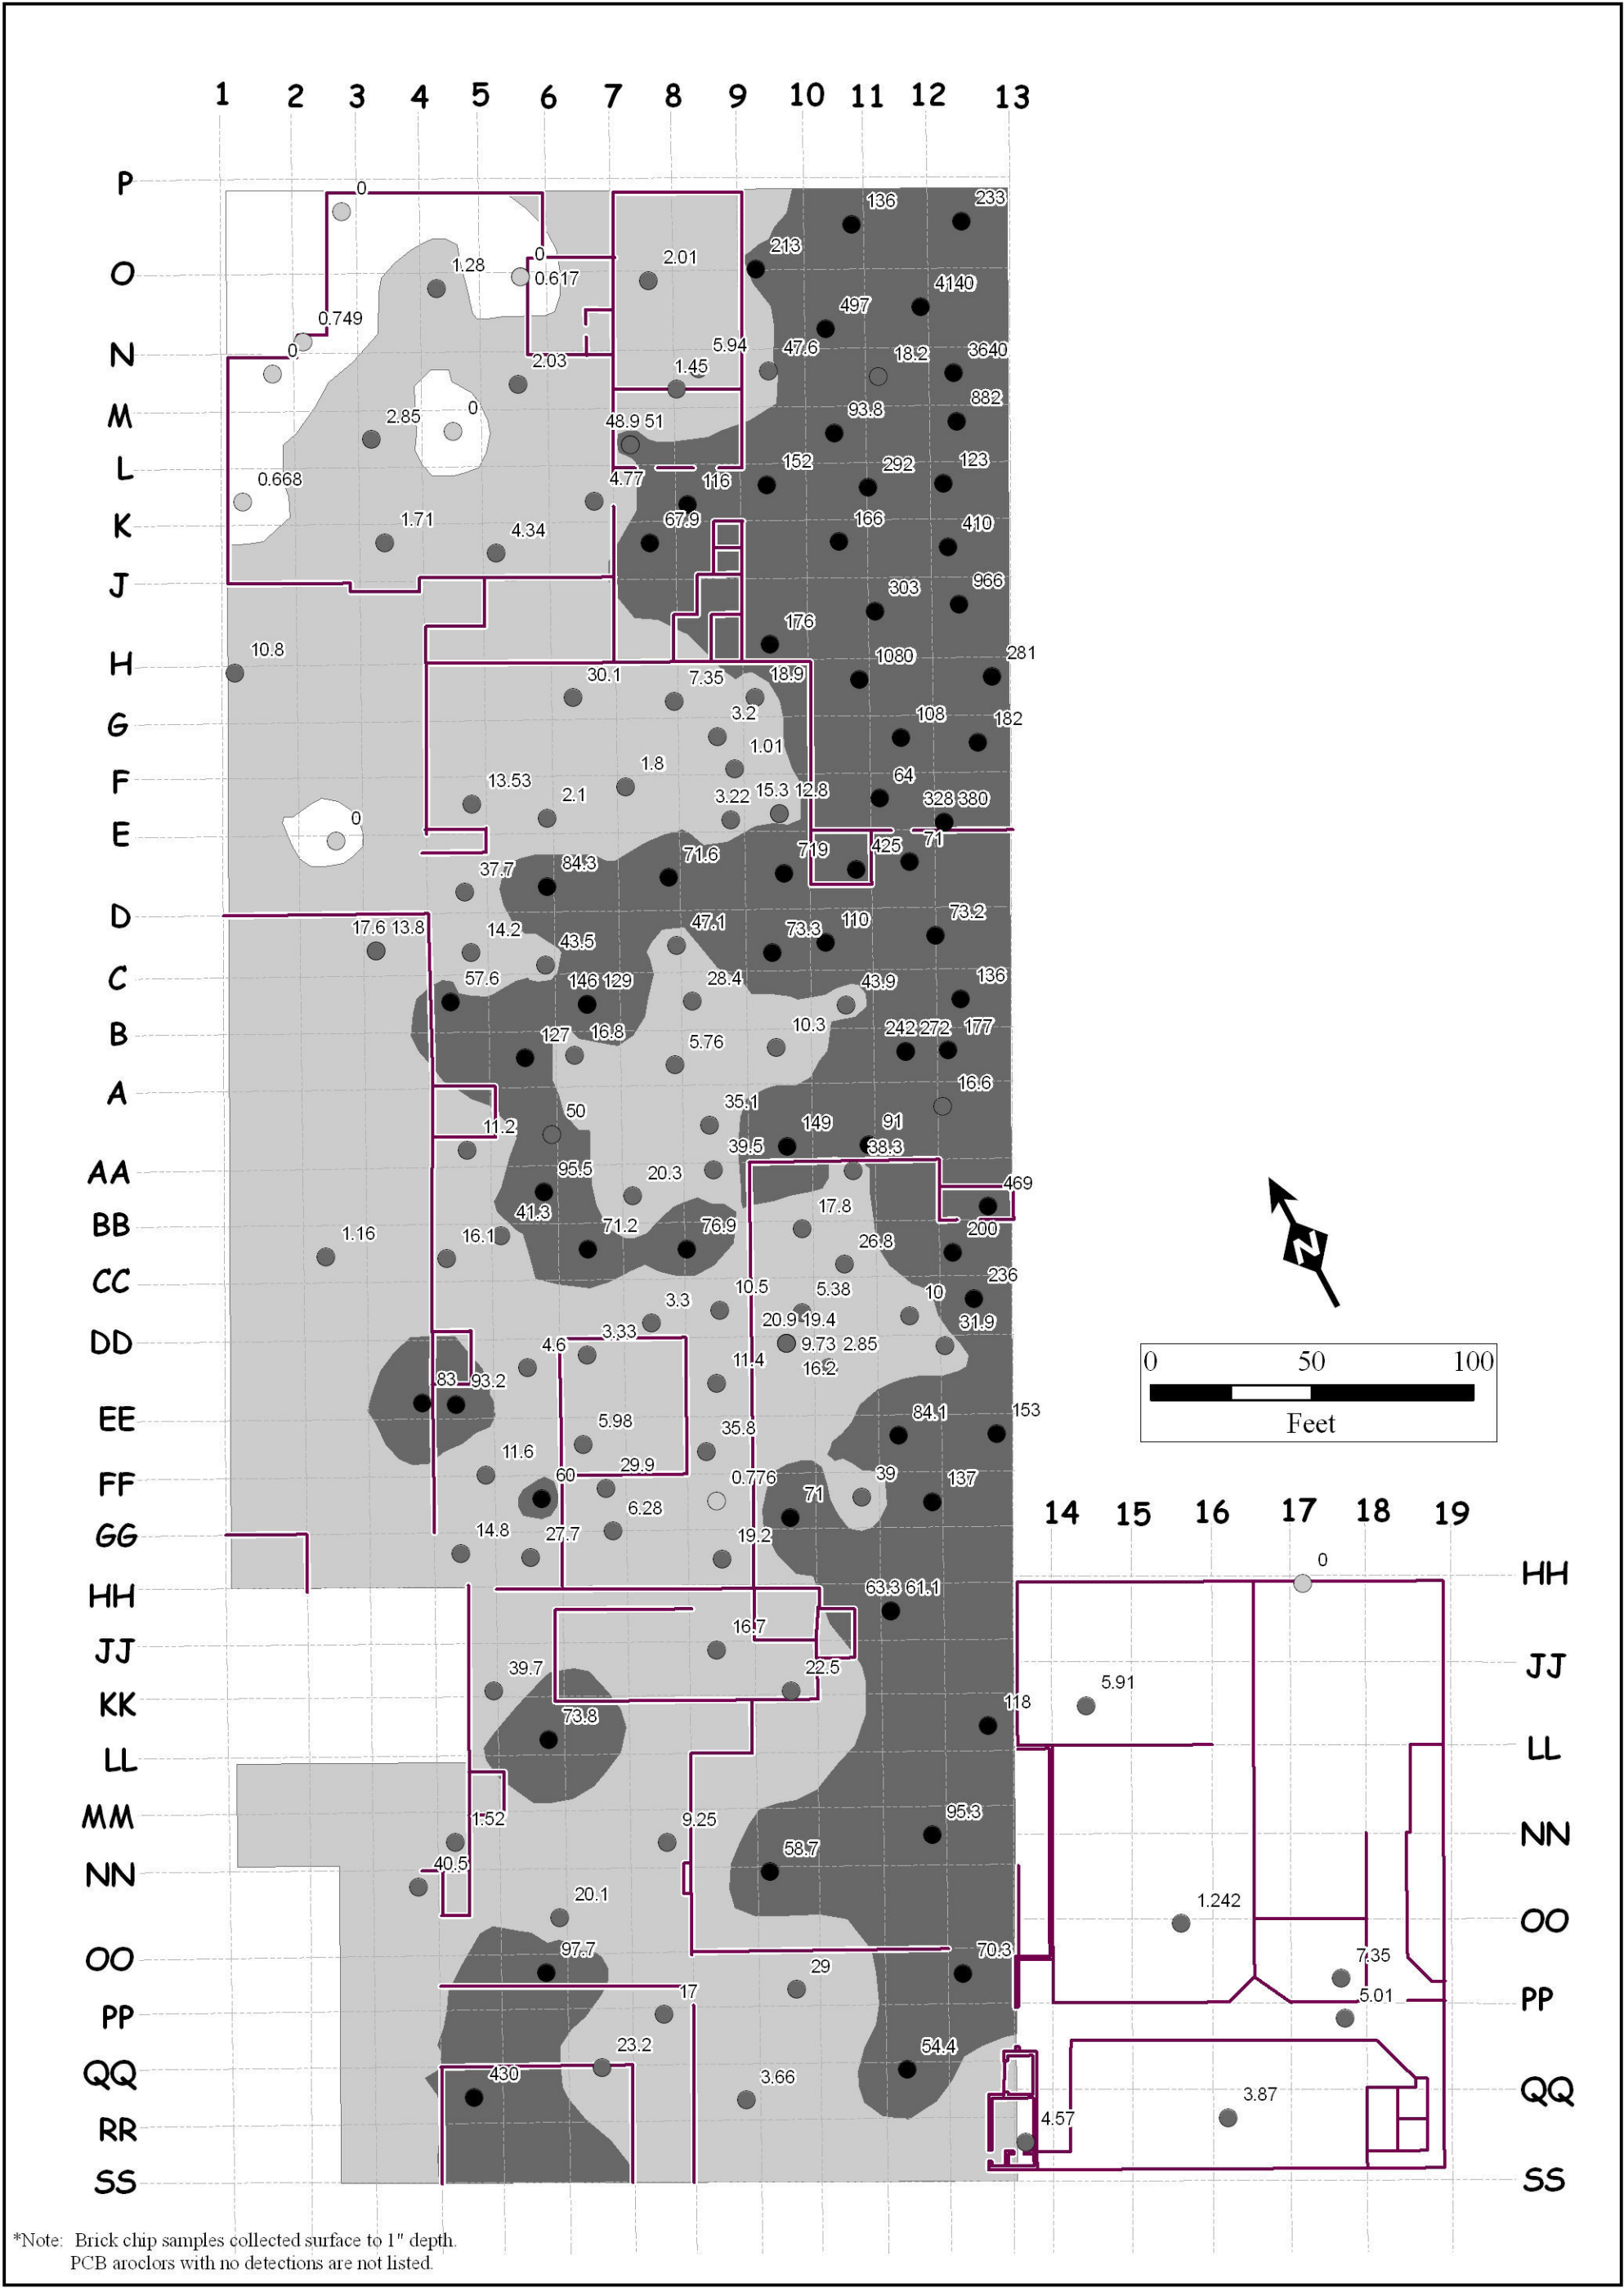 1 2 3 4 5 6 7 8 9 10 11 12 13
P
0
136 233
O
1.28 0 0.617 2.01 213
497 4140
0.749
N
0 2.03 1.45 5.94 47.6 18.2 3640
M
2.85 0 48.9 51 93.8 882
L
0.668 4.77 116 152 292 123
K
1.71 4.34 67.9 166 410
J
303 966
176
H
10.8 30.1 7.35 18.9 1080 281
G
3.2 108 182
1.01
F
13.53 2.1 1.8 3.22 15.3 12.8 64 328 380
E
0 71
37.7 84.3 71.6 719 425
D
17.6 13.8 14.2 43.5 47.1 73.3 110 73.2
C
57.6 146 129 28.4 43.9 136
B
127 16.8 5.76 10.3 242 272 177
A
16.6
11.2 50 35.1 149 91
39.5 38.3
AA
95.5 20.3 469
BB
1.16 16.1 41.3 71.2 76.9 17.8 200
26.8
CC
3.3 10.5 5.38 10 236
20.9 19.4 31.9
DD
4.6 3.33 11.4 9.73 2.85
16.2
83 93.2
EE
11.6 5.98 35.8 84.1 153
FF
60 29.9 0.776 71 39 137
6.28
GG
14.8 27.7 19.2
HH
63.3 61.1
JJ
39.7 16.7 22.5
KK
73.8 118
LL
MM
1.52 9.25 95.3
58.7
NN
40.5
20.1
OO
97.7 29 70.3
PP
17
23.2 54.4
QQ
430 3.66
RR
SS
N
0 50 100
Feet
14 15 16 17 18 19
0
HH
JJ
5.91
LL
NN
1.242
OO
7.35
5.01
PP
3.87
QQ
4.57
SS
*Note: Brick chip samples collected surface to 1" depth.
PCB aroclors with no detections are not listed.